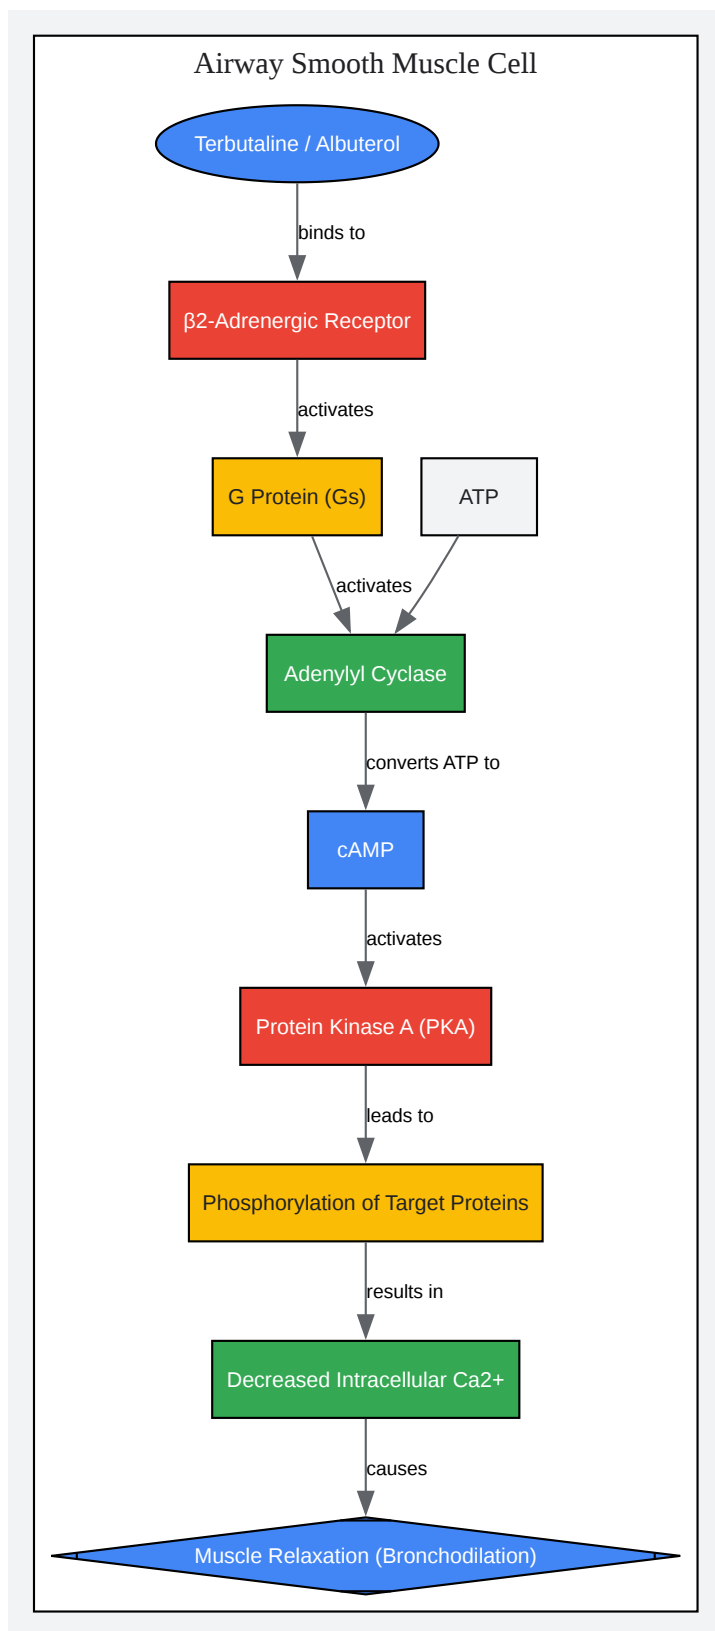 Airway Smooth Muscle Cell
Terbutaline / Albuterol
binds to
β2-Adrenergic Receptor
activates
G Protein (Gs)
ATP
activates
Adenylyl Cyclase
converts ATP to
cAMP
activates
Protein Kinase A (PKA)
leads to
Phosphorylation of Target Proteins
results in
Decreased Intracellular Ca2+
causes
Muscle Relaxation (Bronchodilation)